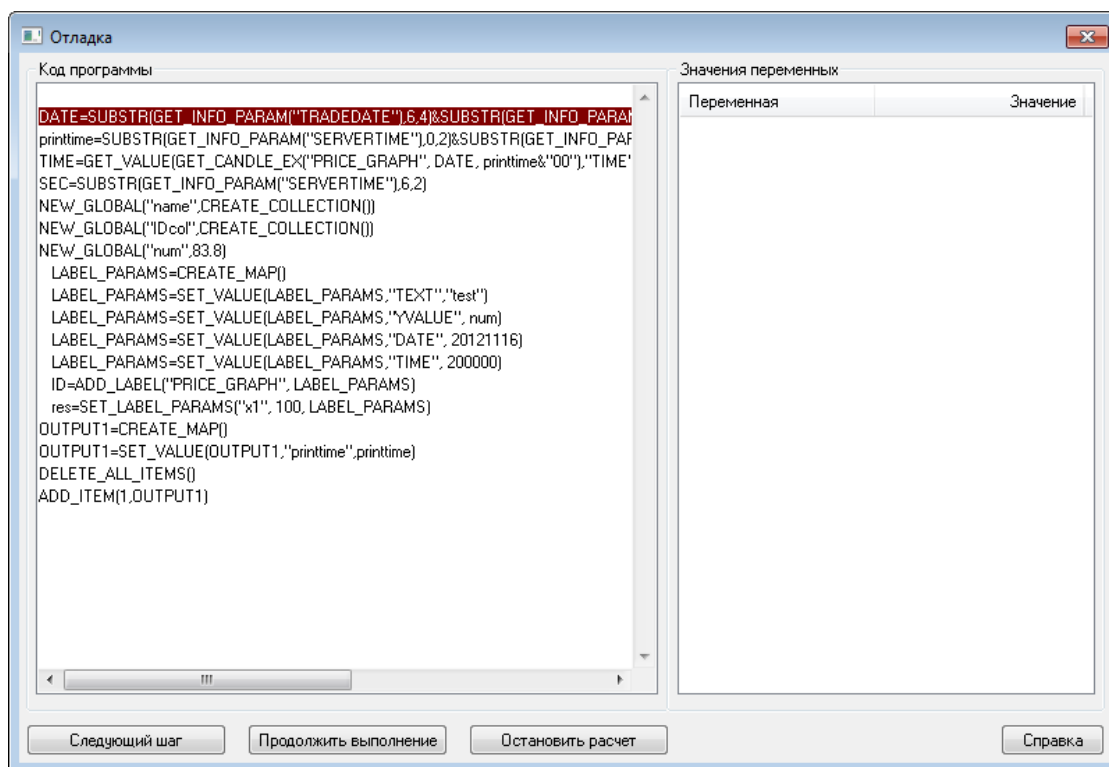 Отладка
Код программы
DATE=SUBSTR(GET_INFO_PARAM("TRADEDATE"),6,4)&SUBSTR(GET_INFO_PARAM
printtime=SUBSTR(GET_INFO_PARAM("SERVERTIME"),0,2)&SUBSTR(GET_INFO_PAR
TIME=GET_VALUE(GET_CANDLE_EX("PRICE_GRAPH", DATE, printtime&"00"),"TIME"
SEC=SUBSTR(GET_INFO_PARAM("SERVERTIME"),6,2)
NEW_GLOBAL("name",CREATE_COLLECTION())
NEW_GLOBAL("IDcol",CREATE_COLLECTION())
NEW_GLOBAL("num",83.8)
LABEL_PARAMS=CREATE_MAP()
LABEL_PARAMS=SET_VALUE(LABEL_PARAMS,"TEXT","test")
LABEL_PARAMS=SET_VALUE(LABEL_PARAMS,"YVALUE", num)
LABEL_PARAMS=SET_VALUE(LABEL_PARAMS,"DATE", 20121116)
LABEL_PARAMS=SET_VALUE(LABEL_PARAMS,"TIME", 200000)
ID=ADD_LABEL("PRICE_GRAPH", LABEL_PARAMS)
res=SET_LABEL_PARAMS("x1", 100, LABEL_PARAMS)
OUTPUT1=CREATE_MAP()
OUTPUT1=SET_VALUE(OUTPUT1,"printtime",printtime)
DELETE_ALL_ITEMS()
ADD_ITEM(1,OUTPUT1)
Значения переменных
Переменная Значение
Следующий шаг Продолжить выполнение Остановить расчет Справка